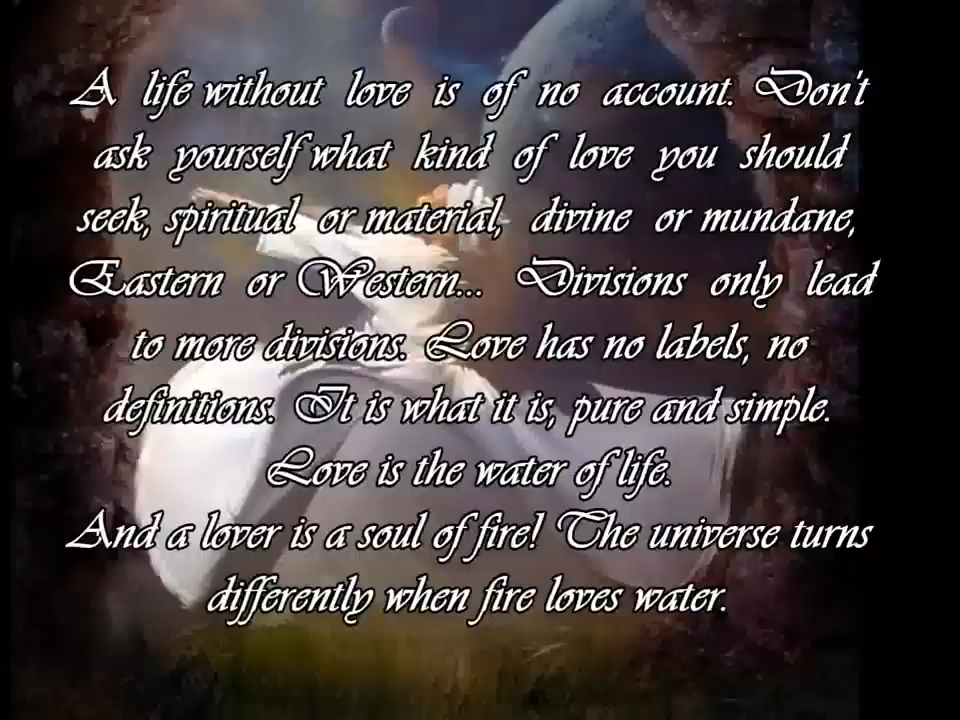 A life without love is of no account. Don't
ask yourself what kind of love you should
seek, spiritual or material, divine or mundane,
Eastern or Western... Divisions only lead
to more divisions. Love has no labels, no
definitions. It is what it is, pure and simple.
Love is the water of life.
And a lover is a soul of fire! The universe turns
differently when fire loves water.